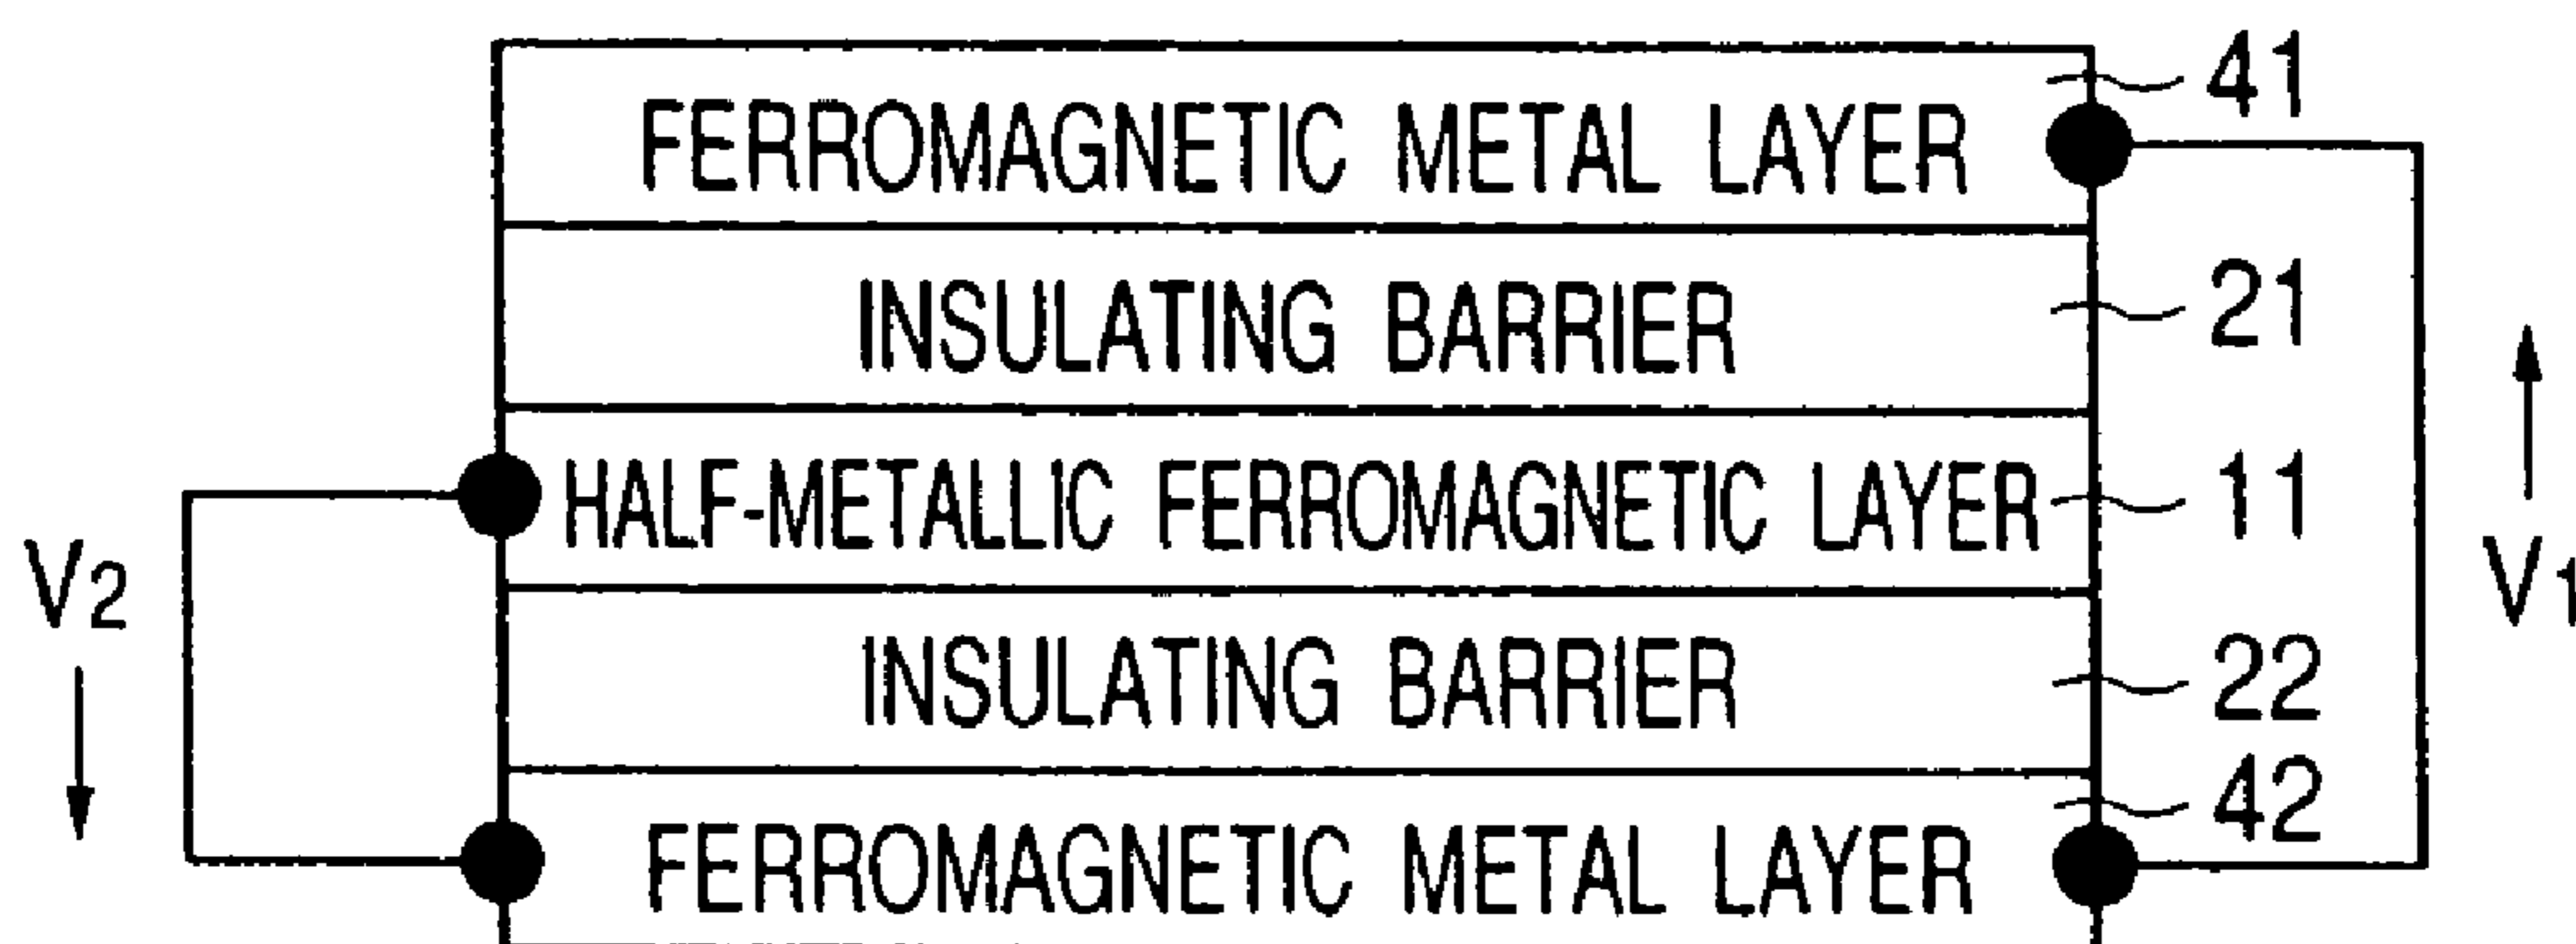 FERROMAGNETIC METAL LAYER 41
INSULATING BARRIER 21
HALF-METALLIC FERROMAGNETIC LAYER 11
V2
V1
INSULATING BARRIER 22
FERROMAGNETIC METAL LAYER 42